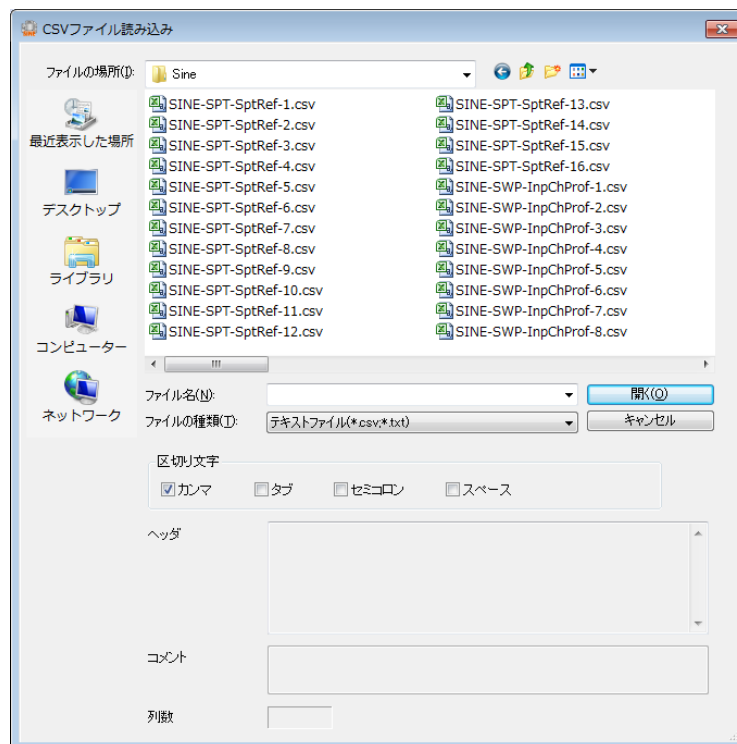 CSVファイル読み込み
ファイルの場所(I):
Sine
最近表示した場所
デスクトップ
ライブラリ
コンピューター
ネットワーク
SINE-SPT-SptRef-1.csv
SINE-SPT-SptRef-2.csv
SINE-SPT-SptRef-3.csv
SINE-SPT-SptRef-4.csv
SINE-SPT-SptRef-5.csv
SINE-SPT-SptRef-6.csv
SINE-SPT-SptRef-7.csv
SINE-SPT-SptRef-8.csv
SINE-SPT-SptRef-9.csv
SINE-SPT-SptRef-10.csv
SINE-SPT-SptRef-11.csv
SINE-SPT-SptRef-12.csv
SINE-SPT-SptRef-13.csv
SINE-SPT-SptRef-14.csv
SINE-SPT-SptRef-15.csv
SINE-SPT-SptRef-16.csv
SINE-SWP-InpChProf-1.csv
SINE-SWP-InpChProf-2.csv
SINE-SWP-InpChProf-3.csv
SINE-SWP-InpChProf-4.csv
SINE-SWP-InpChProf-5.csv
SINE-SWP-InpChProf-6.csv
SINE-SWP-InpChProf-7.csv
SINE-SWP-InpChProf-8.csv
ファイル名(N):
開く(O)
ファイルの種類(T):
テキストファイル(*.csv;*.txt)
キャンセル
区切り文字
カンマ
タブ
セミコロン
スペース
ヘッダ
コメント
列数